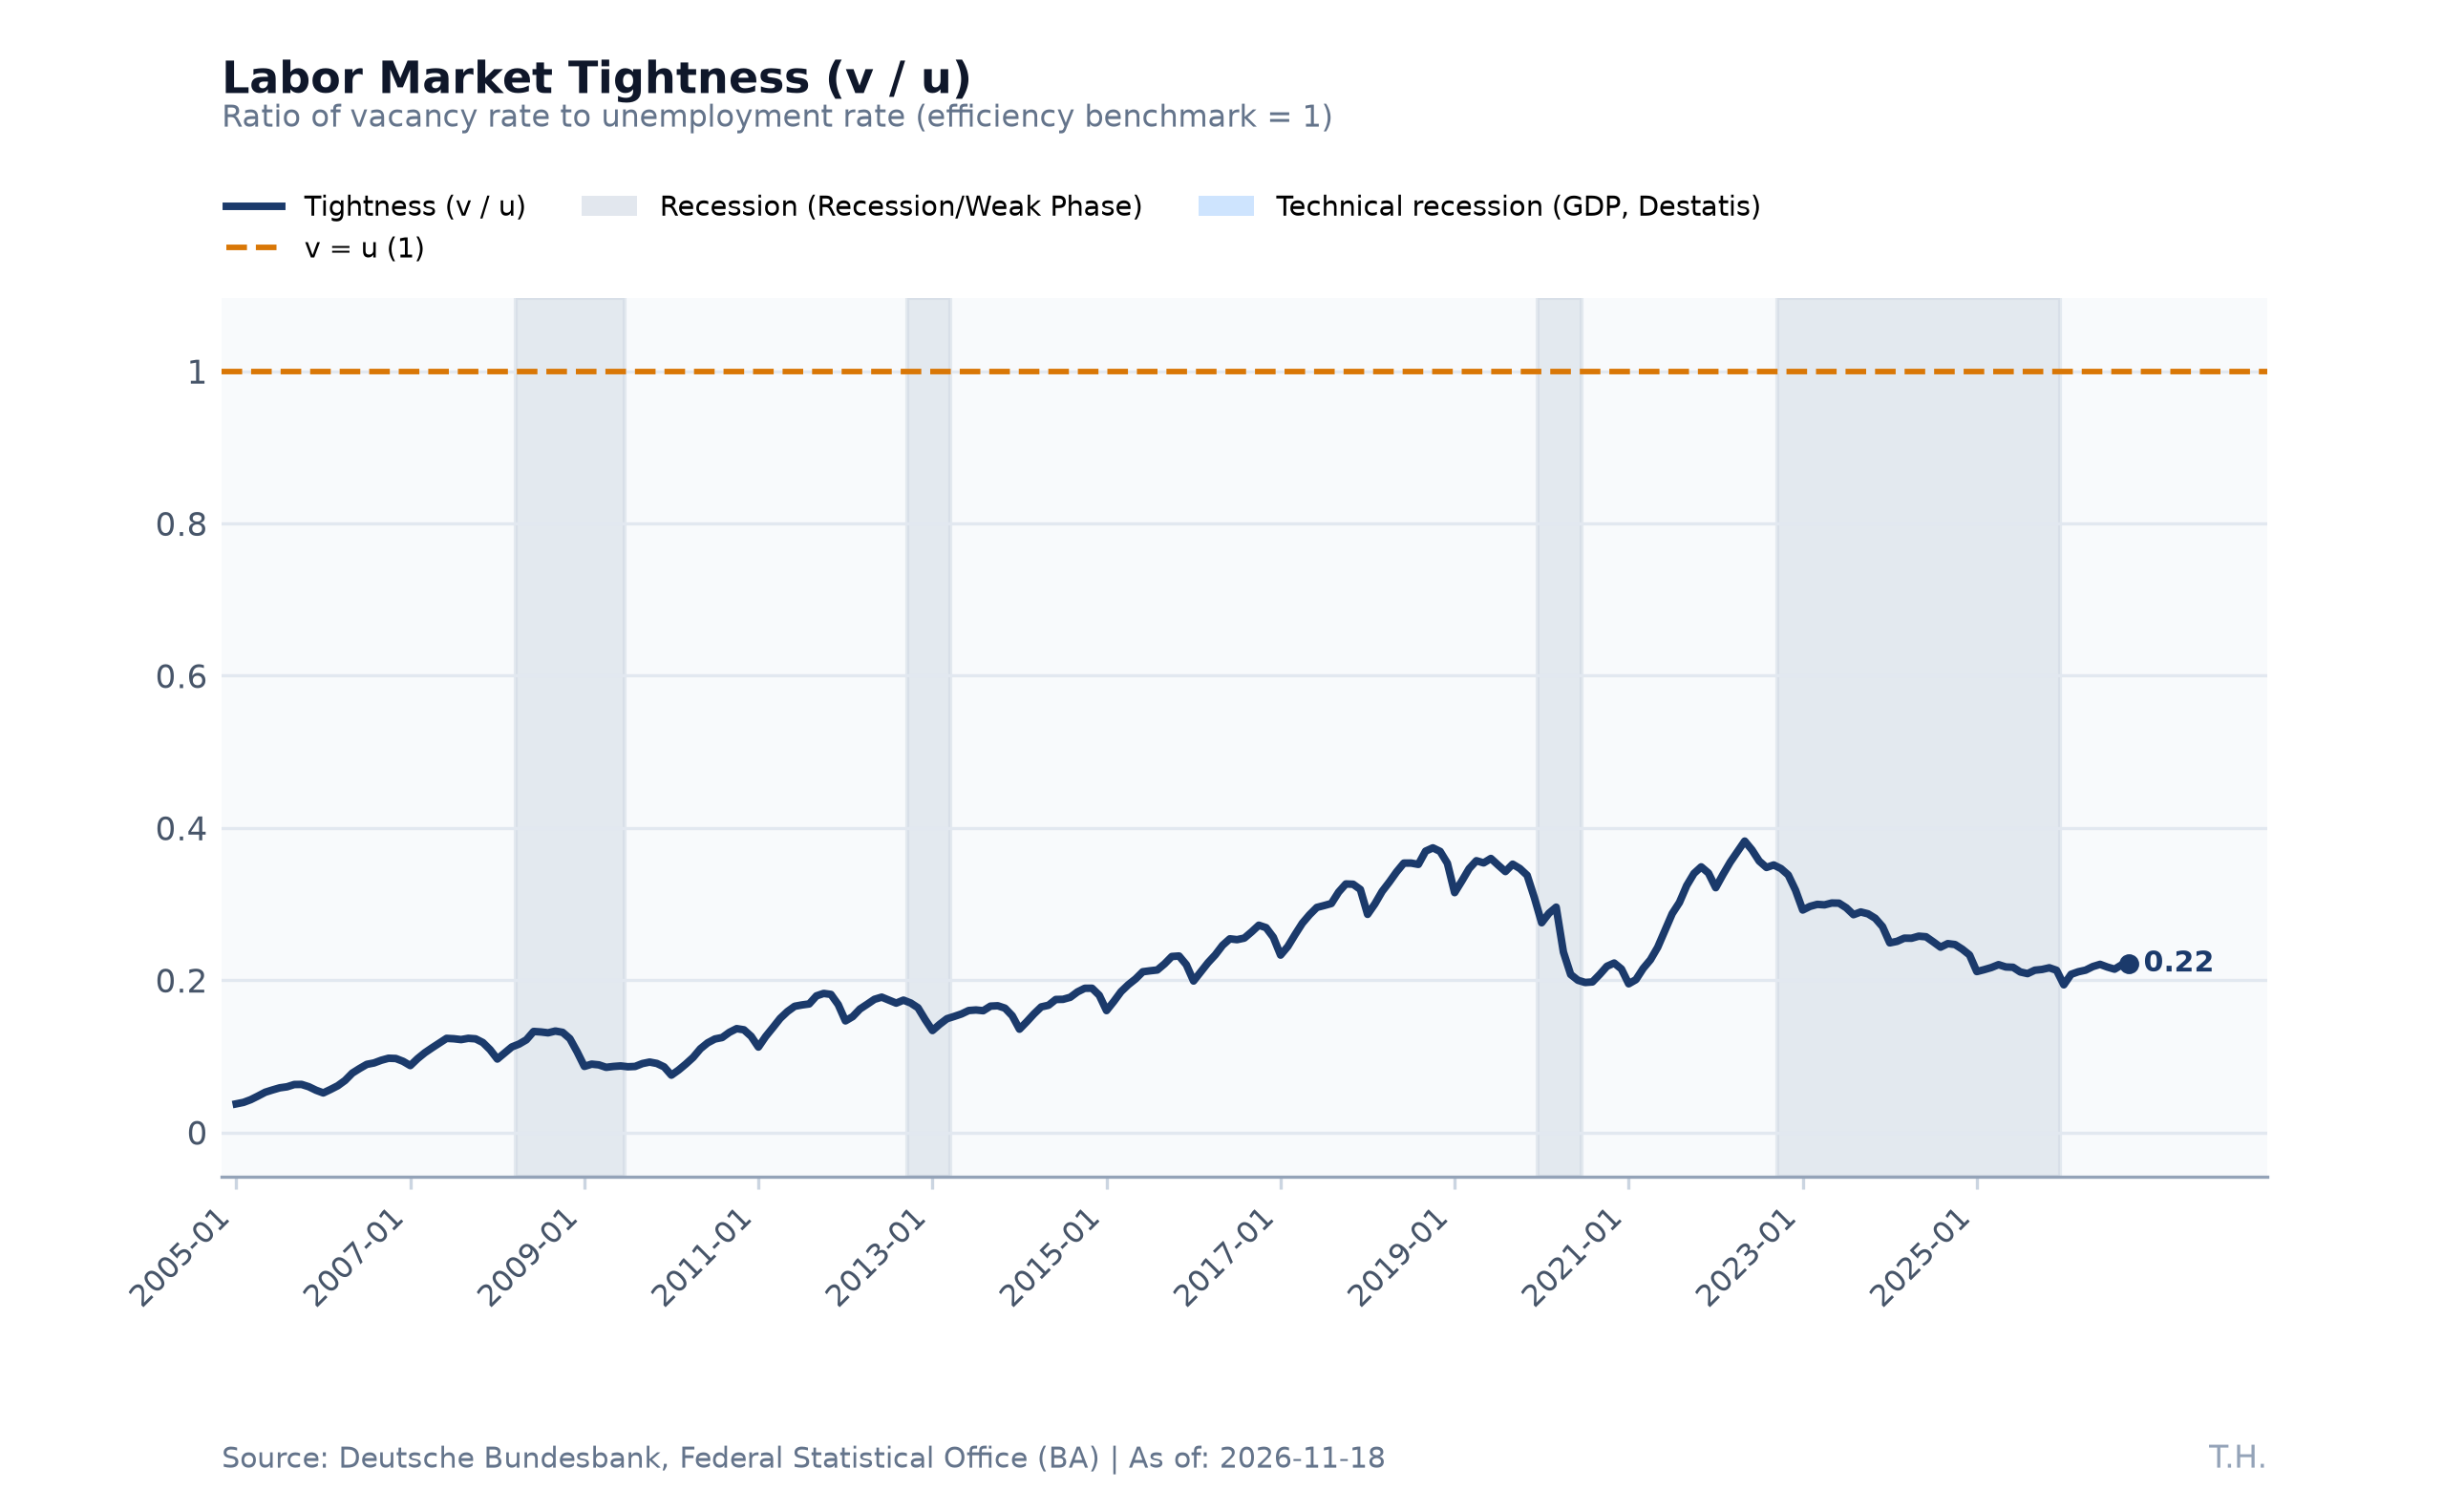 Labor Market Tightness (v / u)
Ratio of vacancy rate to unemployment rate (efficiency benchmark = 1)
Tightness (v / u)
Recession (Recession/Weak Phase)
Technical recession (GDP, Destatis)
v = u (1)
1
0.8
0.6
0.4
0.2
0
0.22
2005-01
2007-01
2009-01
2011-01
2013-01
2015-01
2017-01
2019-01
2021-01
2023-01
2025-01
Source: Deutsche Bundesbank, Federal Statistical Office (BA) | As of: 2026-11-18
T.H.